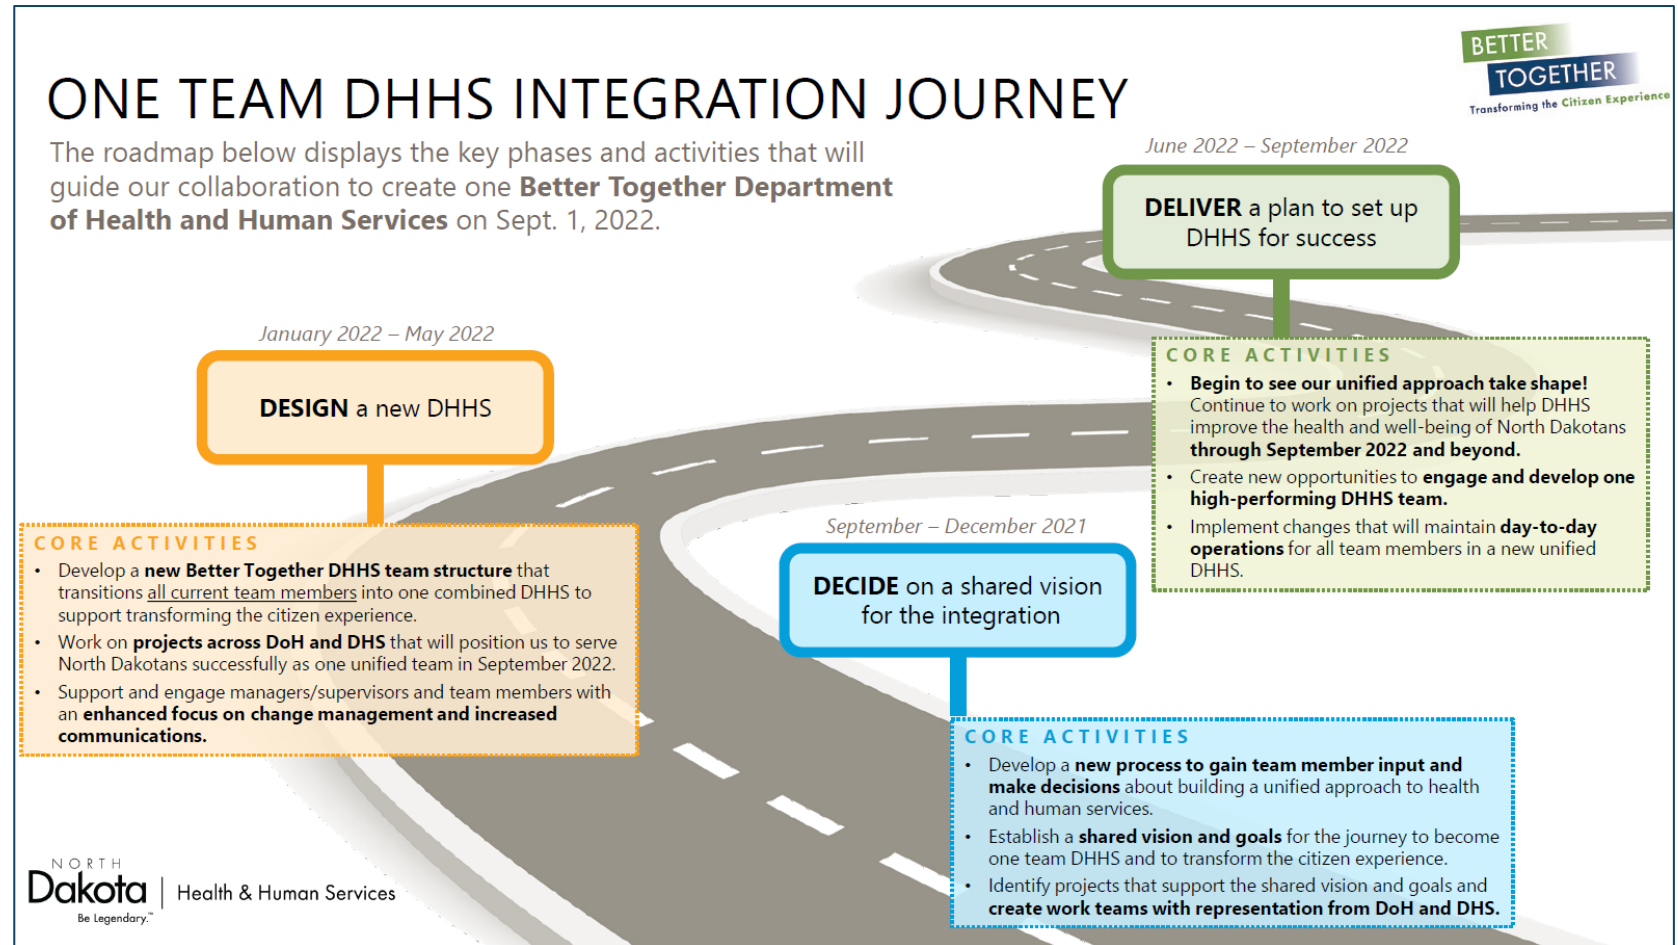 BETTER
TOGETHER
Transforming the Citizen Experience
ONE TEAM DHHS INTEGRATION JOURNEY
The roadmap below displays the key phases and activities that will
guide our collaboration to create one Better Together Department
of Health and Human Services on Sept. 1, 2022.
June 2022 – September 2022
DELIVER a plan to set up
DHHS for success
CORE ACTIVITIES
• Begin to see our unified approach take shape!
Continue to work on projects that will help DHHS
improve the health and well-being of North Dakotans
through September 2022 and beyond.
• Create new opportunities to engage and develop one
high-performing DHHS team.
• Implement changes that will maintain day-to-day
operations for all team members in a new unified
DHHS.
January 2022 – May 2022
DESIGN a new DHHS
CORE ACTIVITIES
• Develop a new Better Together DHHS team structure that
transitions all current team members into one combined DHHS to
support transforming the citizen experience.
• Work on projects across DoH and DHS that will position us to serve
North Dakotans successfully as one unified team in September 2022.
• Support and engage managers/supervisors and team members with
an enhanced focus on change management and increased
communications.
September – December 2021
DECIDE on a shared vision
for the integration
CORE ACTIVITIES
• Develop a new process to gain team member input and
make decisions about building a unified approach to health
and human services.
• Establish a shared vision and goals for the journey to become
one team DHHS and to transform the citizen experience.
• Identify projects that support the shared vision and goals and
create work teams with representation from DoH and DHS.
NORTH
Dakota | Health & Human Services
Be Legendary.™